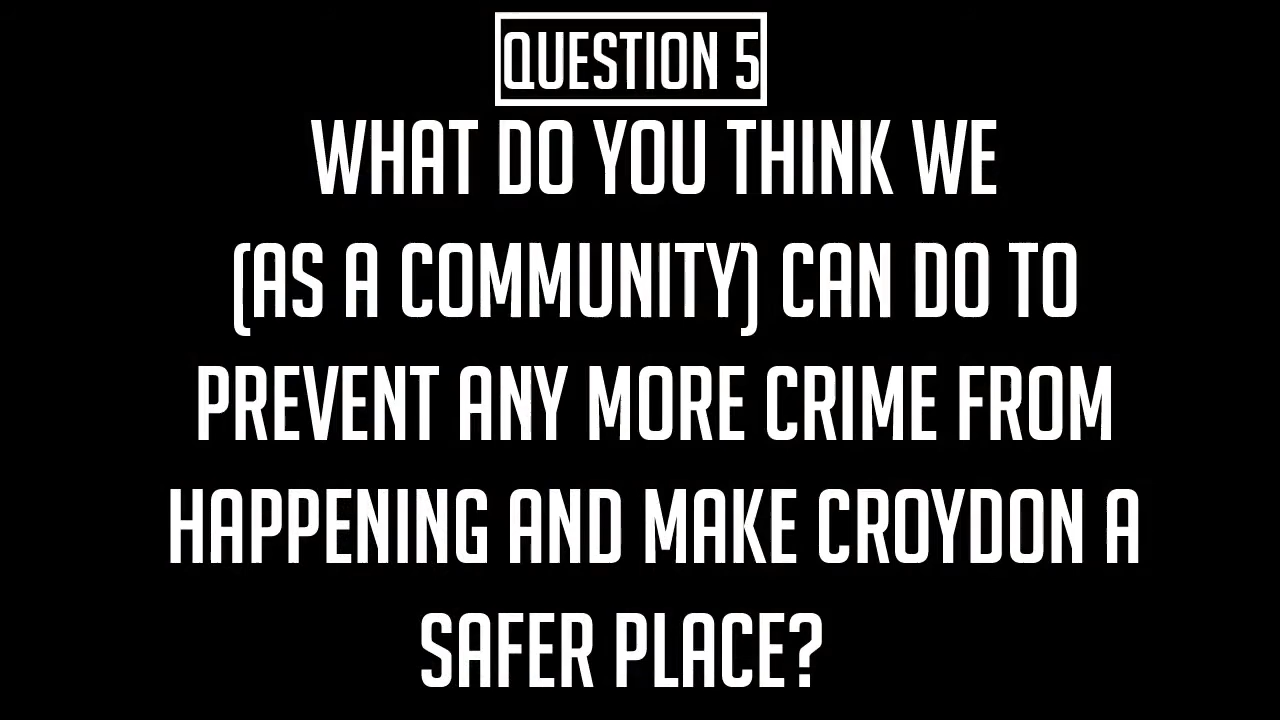 QUESTION 5
WHAT DO YOU THINK WE
(AS A COMMUNITY) CAN DO TO
PREVENT ANY MORE CRIME FROM
HAPPENING AND MAKE CROYDON A
SAFER PLACE?